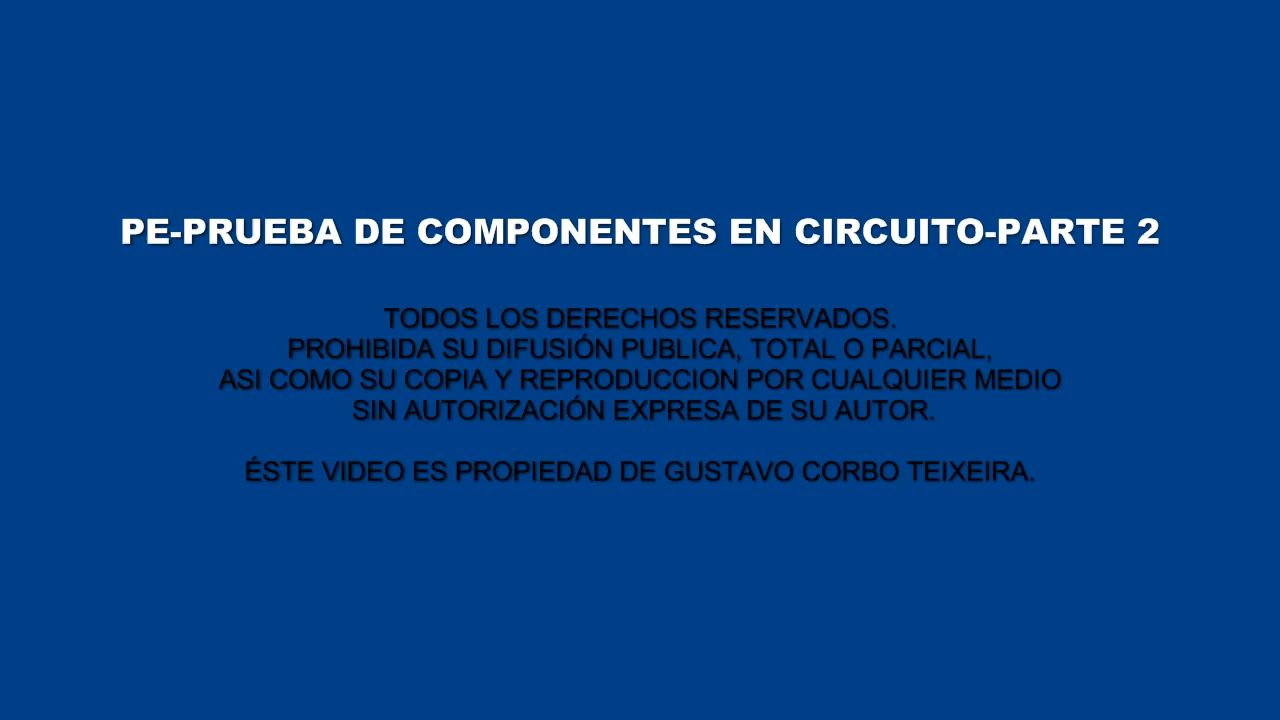 PE-PRUEBA DE COMPONENTES EN CIRCUITO-PARTE 2
TODOS LOS DERECHOS RESERVADOS.
PROHIBIDA SU DIFUSIÓN PUBLICA, TOTAL O PARCIAL,
ASI COMO SU COPIA Y REPRODUCCION POR CUALQUIER MEDIO
SIN AUTORIZACIÓN EXPRESA DE SU AUTOR.
ÉSTE VIDEO ES PROPIEDAD DE GUSTAVO CORBO TEIXEIRA.